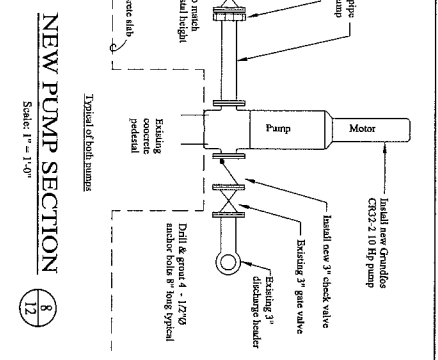 pipe
ump
o match
stal height
crete slab
Pump
Motor
Install new Grundfos
CR32-2 10 Hp pump
Install new 3" check valve
Existing 3" gate valve
Existing 3"
discharge header
Drill & grout 4 - 1/2"Ø
anchor bolts 8" long typical
Existing
concrete
pedestal
Typical of both pumps
NEW PUMP SECTION
Scale: 1" = 1'-0"
8
12